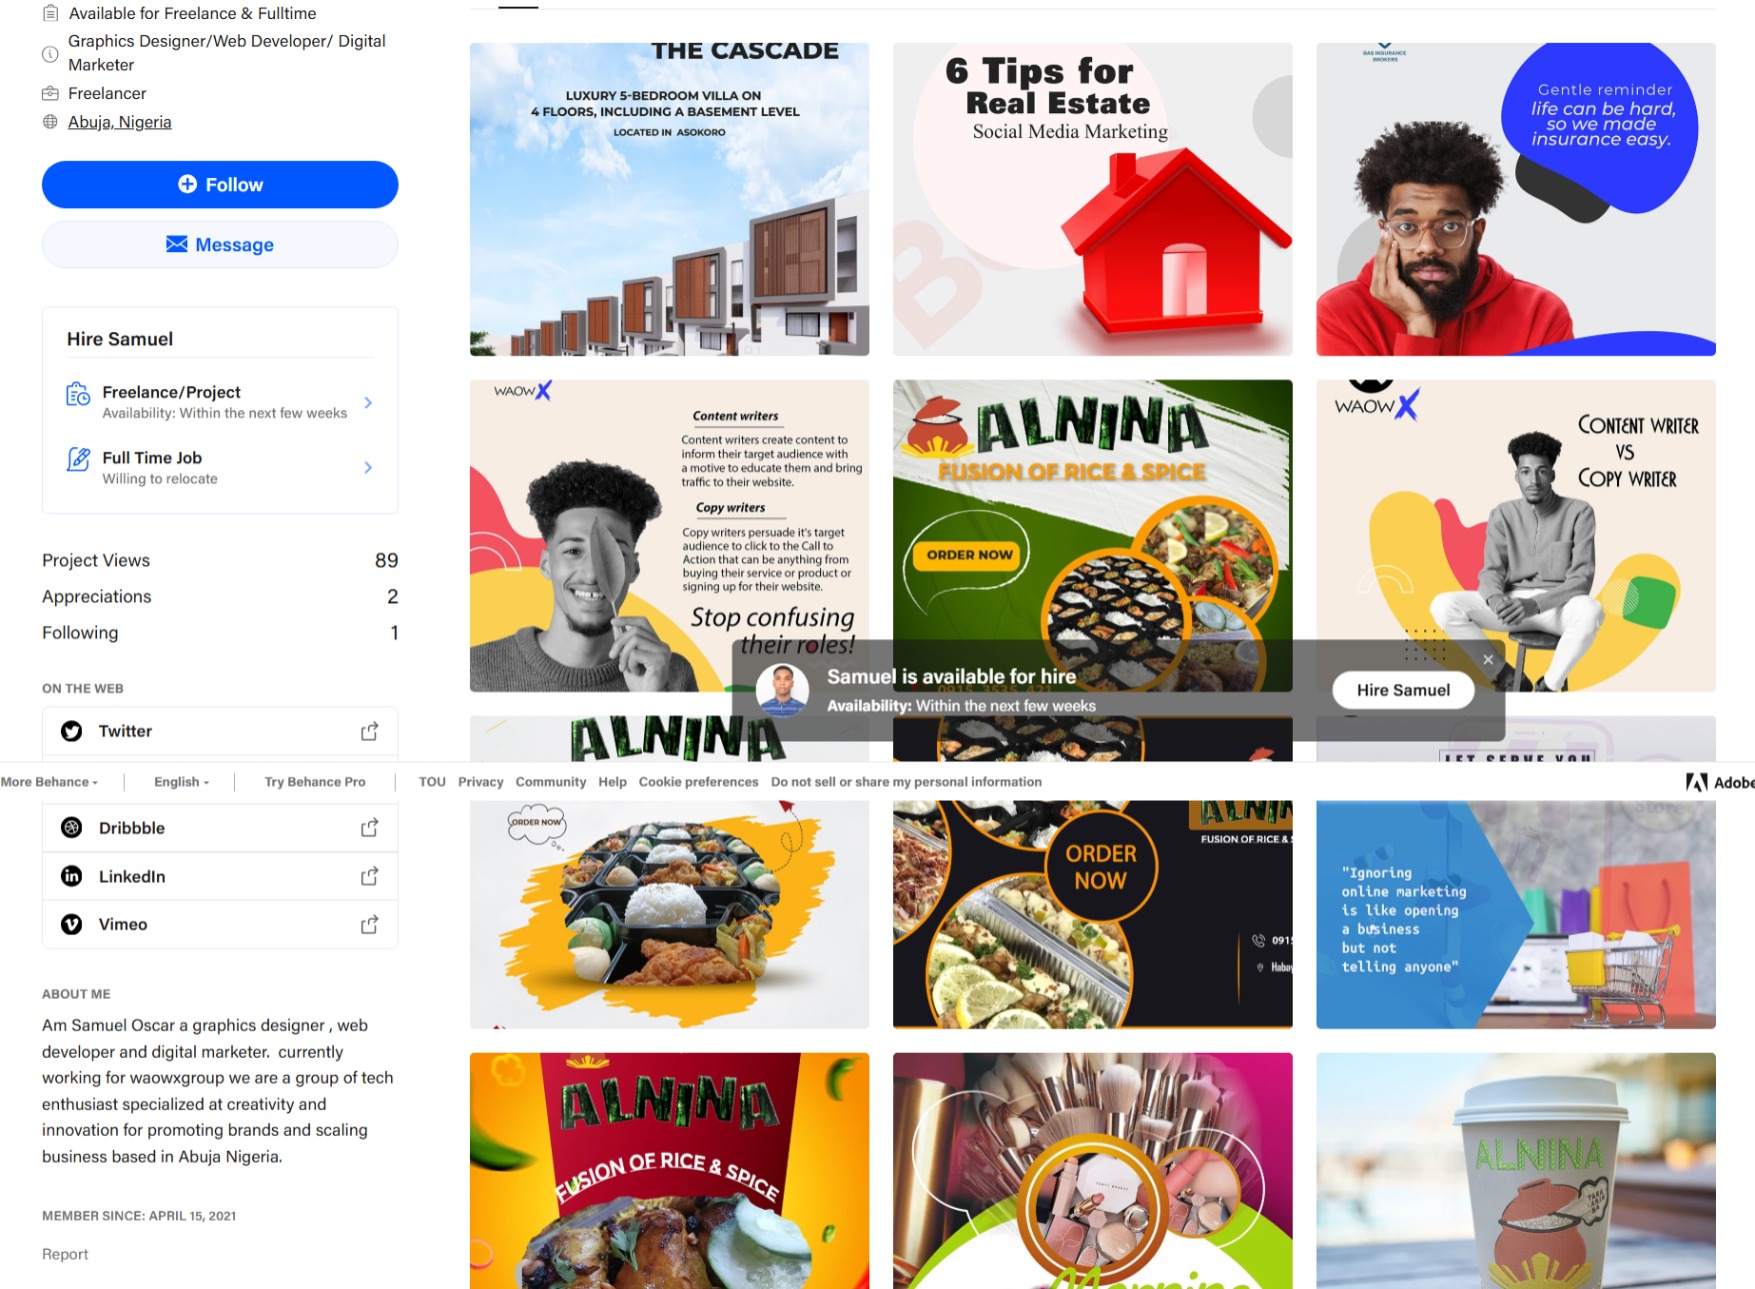 Available for Freelance & Fulltime
Graphics Designer/Web Developer/ Digital
Marketer
Freelancer
Abuja, Nigeria
Follow
Message
Hire Samuel
Freelance/Project
Availability: Within the next few weeks
Full Time Job
Willing to relocate
Project Views 89
Appreciations 2
Following 1
ON THE WEB
Twitter
Dribbble
LinkedIn
Vimeo
ABOUT ME
Am Samuel Oscar a graphics designer , web
developer and digital marketer. currently
working for waowxgroup we are a group of tech
enthusiast specialized at creativity and
innovation for promoting brands and scaling
business based in Abuja Nigeria.
MEMBER SINCE: APRIL 15, 2021
Report
THE CASCADE
LUXURY 5-BEDROOM VILLA ON
4 FLOORS, INCLUDING A BASEMENT LEVEL
LOCATED IN ASOKORO
6 Tips for
Real Estate
Social Media Marketing
BAS INSURANCE
BROKERS
Gentle reminder
life can be hard,
so we made
insurance easy.
WAOW X
Content writers
Content writers create content to
inform their target audience with
a motive to educate them and bring
traffic to their website.
Copy writers
Copy writers persuade it's target
audience to click to the Call to
Action that can be anything from
buying their service or product or
signing up for their website.
Stop confusing
their roles!
ALNINA
FUSION OF RICE & SPICE
ORDER NOW
WAOW X
CONTENT WRITER
VS
COPY WRITER
Samuel is available for hire
Availability: Within the next few weeks
Hire Samuel
ALNINA
LET SERVE YOU
More Behance
English
Try Behance Pro
TOU Privacy Community Help Cookie preferences Do not sell or share my personal information
Adobe
ORDER NOW
ALNIN
FUSION OF RICE &
ORDER
NOW
091
Habay
"Ignoring
online marketing
is like opening
a business
but not
telling anyone"
ALNINA
FUSION OF RICE & SPICE
Morning
ALNINA